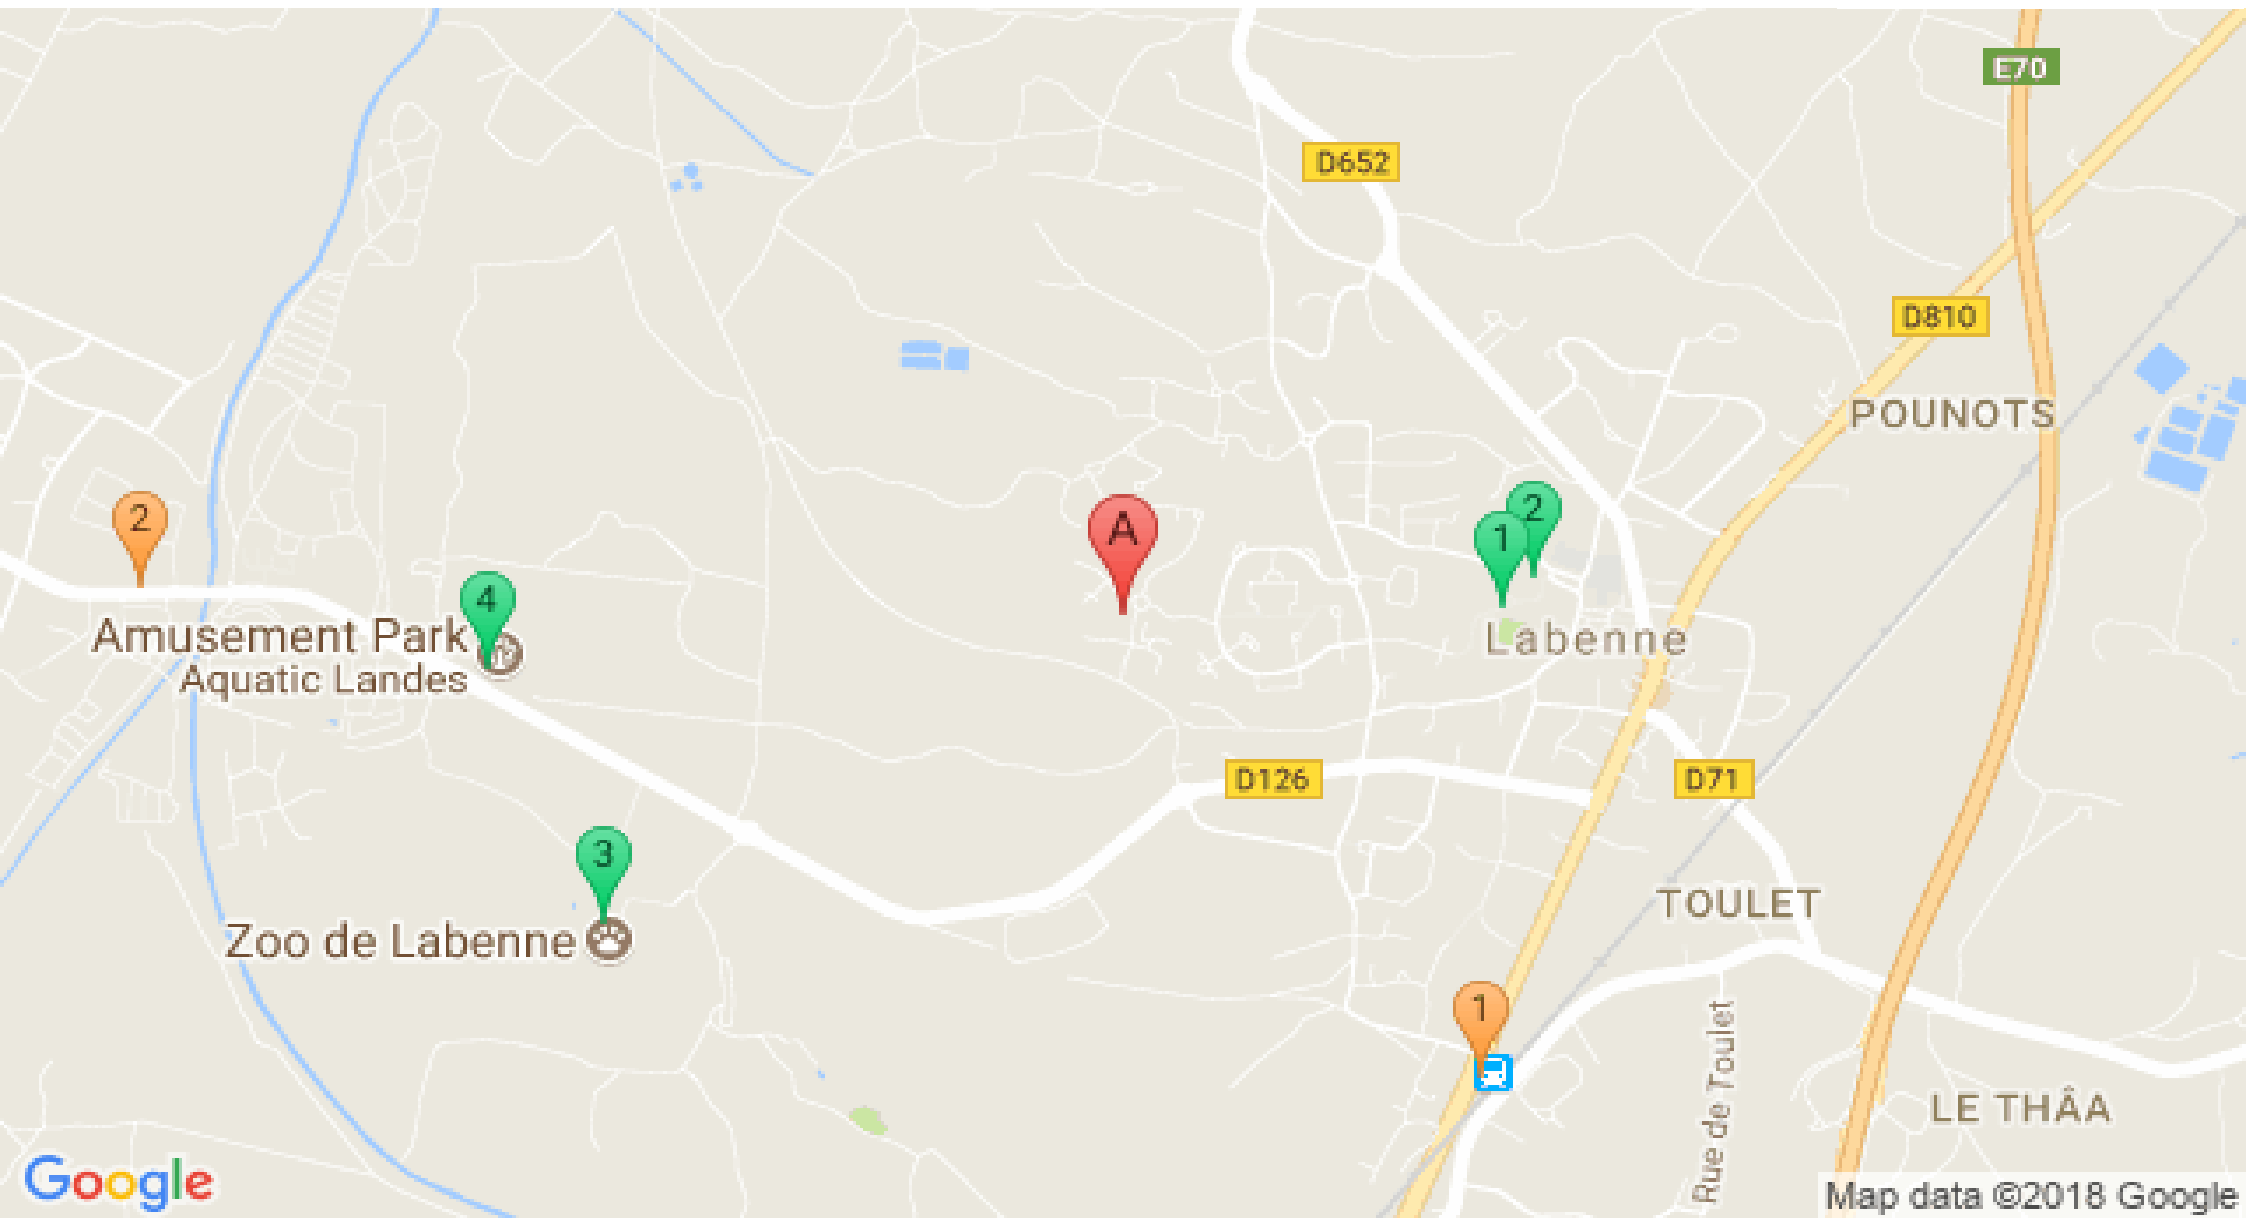 E70
D652
D810
POUNOTS
2
A
2
1
4
Amusement Park
Aquatic Landes
Labenne
D126
D71
3
TOULET
Zoo de Labenne
1
Rue de Toulet
LE THÂA
Google
Map data ©2018 Google